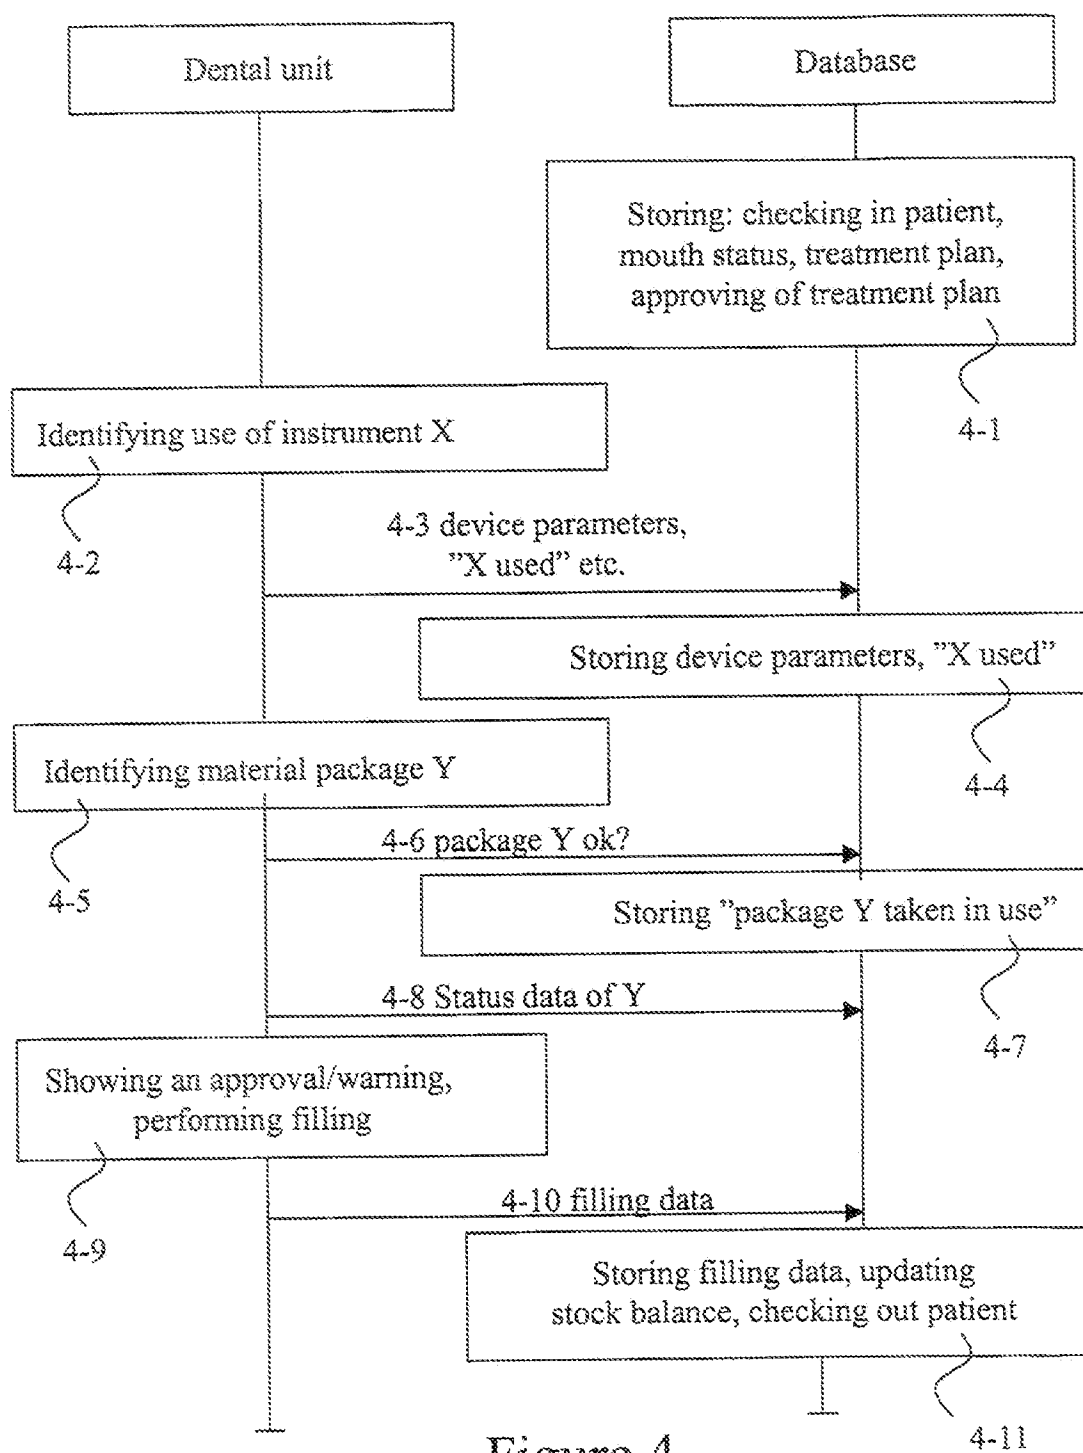 Dental unit
Database
Storing: checking in patient,
mouth status, treatment plan,
approving of treatment plan
4-1
Identifying use of instrument X
4-2
4-3 device parameters,
”X used” etc.
Storing device parameters, ”X used”
4-4
Identifying material package Y
4-5
4-6 package Y ok?
Storing ”package Y taken in use”
4-7
4-8 Status data of Y
Showing an approval/warning,
performing filling
4-9
4-10 filling data
Storing filling data, updating
stock balance, checking out patient
4-11
Figure 4